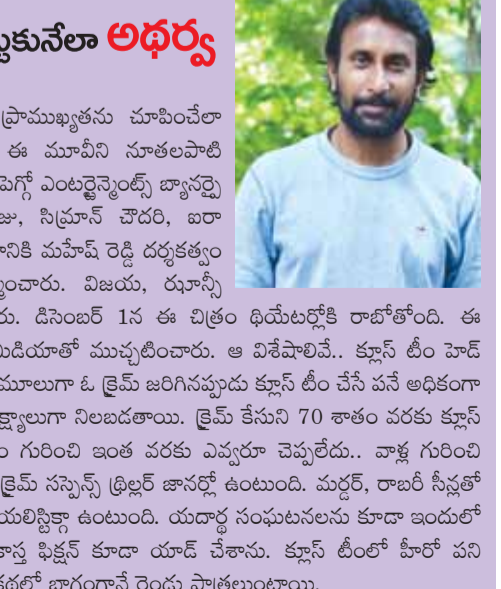 ట్టుకునేలా అథర్వ
ప్రాముఖ్యతను చూపించేలా
ఈ మూవీని నూతలపాటి
పెగ్గో ఎంటర్టైన్మెంట్స్ బ్యానర్పై
జు, సిమ్రాన్ చౌదరి, ఐరా
ానికి మహేష్ రెడ్డి దర్శకత్వం
్మించారు. విజయ, ఝాన్సీ
రు. డిసెంబర్ 1న ఈ చిత్రం థియేటర్లోకి రాబోతోంది. ఈ
మీడియాతో ముచ్చటించారు. ఆ విశేషాలివే.. క్లూస్ టీం హెడ్
మూలుగా ఓ క్రైమ్ జరిగినప్పుడు క్లూస్ టీం చేసే పనే అధికంగా
క్ష్యాలుగా నిలబడతాయి. క్రైమ్ కేసుని 70 శాతం వరకు క్లూస్
ం గురించి ఇంత వరకు ఎవ్వరూ చెప్పలేదు.. వాళ్ల గురించి
క్రైమ్ సస్పెన్స్ థ్రిల్లర్ జానర్లో ఉంటుంది. మర్డర్, రాబరీ సీన్లతో
యలిస్టిక్గా ఉంటుంది. యదార్థ సంఘటనలను కూడా ఇందులో
ాస్త ఫిక్షన్ కూడా యాడ్ చేశాను. క్లూస్ టీంలో హీరో పని
కథలో భాగంగానే రెండు పాత్రలుంటాయి.